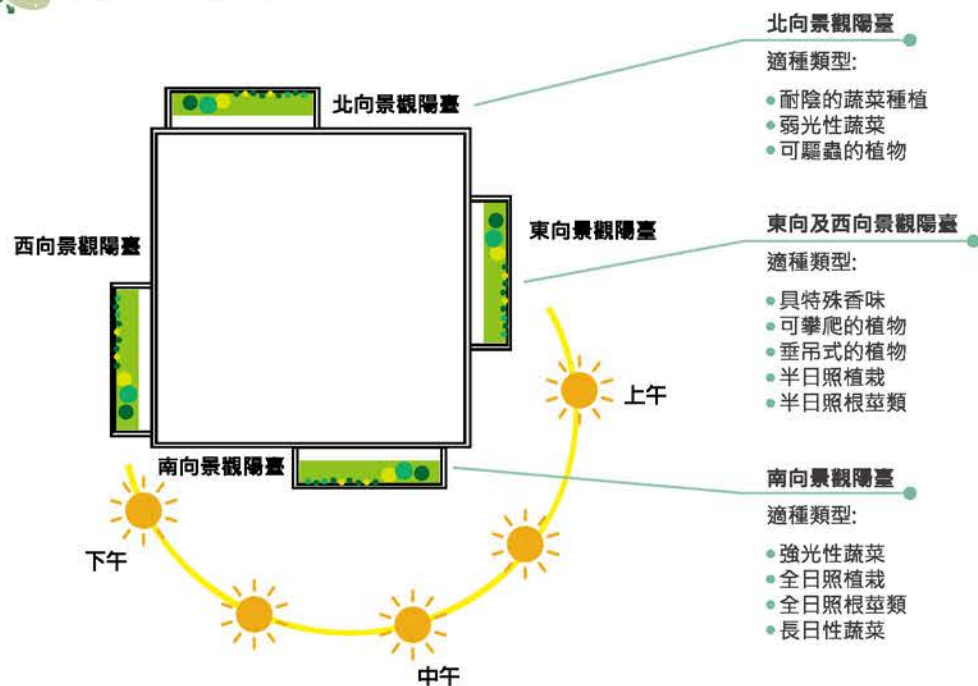 北向景觀陽臺
適種類型:
耐陰的蔬菜種植
弱光性蔬菜
可驅蟲的植物
北向景觀陽臺
東向景觀陽臺
西向景觀陽臺
東向及西向景觀陽臺
適種類型:
具特殊香味
可攀爬的植物
垂吊式的植物
半日照植栽
半日照根莖類
上午
南向景觀陽臺
下午
中午
南向景觀陽臺
適種類型:
強光性蔬菜
全日照植栽
全日照根莖類
長日性蔬菜